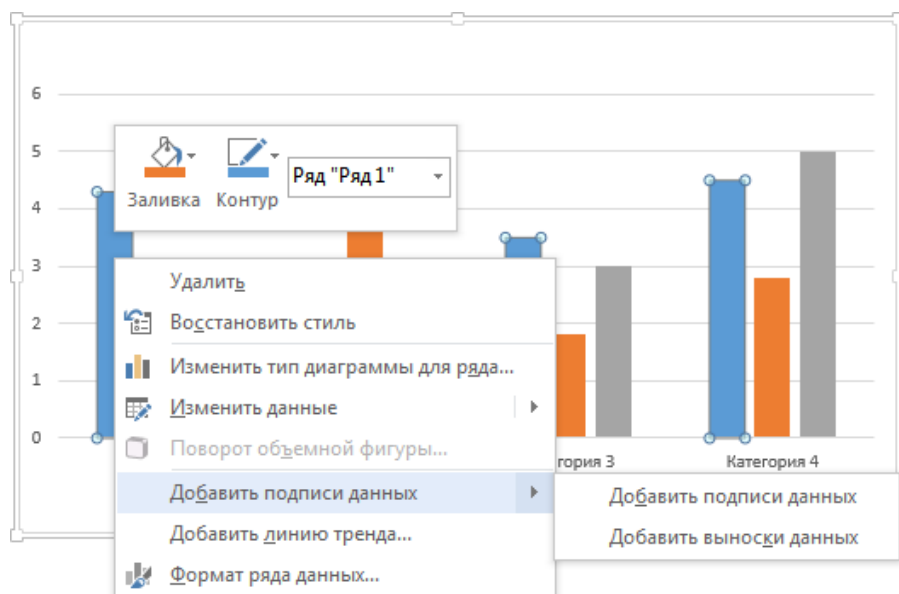 6
5
4
3
2
1
0
Заливка Контур
Ряд "Ряд 1"
Удалить
Восстановить стиль
Изменить тип диаграммы для ряда...
Изменить данные
Поворот объемной фигуры...
Добавить подписи данных
Добавить линию тренда...
Формат ряда данных...
гория 3
Категория 4
Добавить подписи данных
Добавить выноски данных